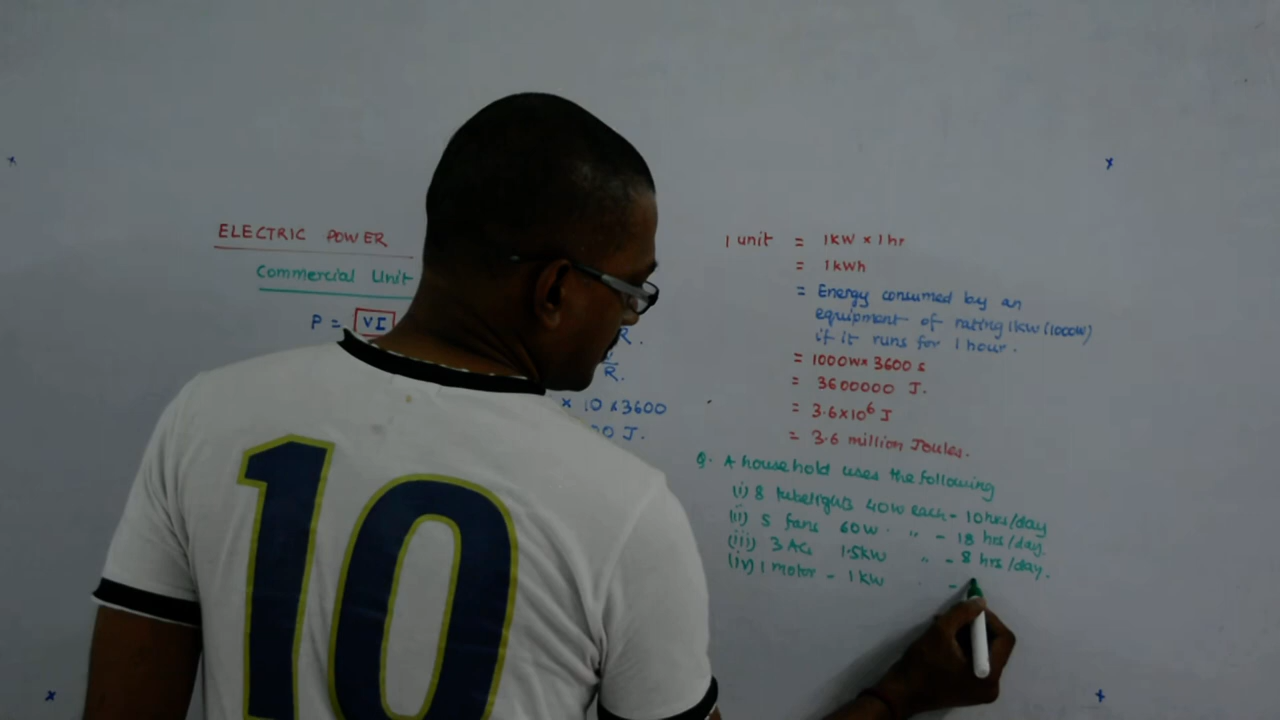 ELECTRIC POWER
Commercial Unit
P = VI
R.
R.
x 10 x 3600
00 J.
1 unit = 1kW x 1hr
= 1kWh
= Energy consumed by an
equipment of rating 1kW (1000W)
if it runs for 1 hour.
= 1000W x 3600 s
= 3600000 J.
= 3.6x10⁶ J
= 3.6 million Joules.
Q. A household uses the following
(i) 8 tubelights 40W each - 10hrs/day
(ii) 5 fans 60W " - 18 hrs/day.
(iii) 3 ACs 1.5kW " - 8 hrs/day.
(iv) 1 motor - 1kW -
10